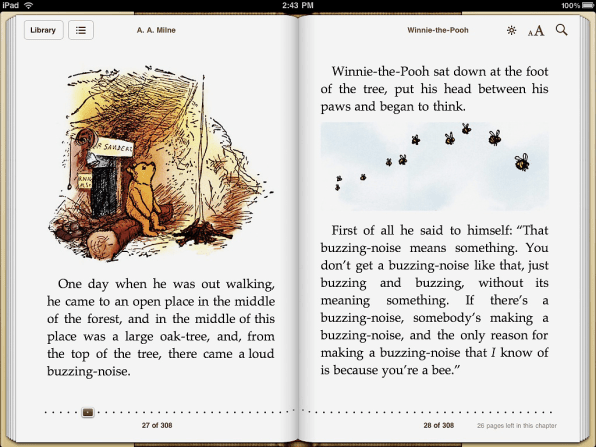 iPad
2:43 PM
100%
Library
A. A. Milne
Winnie-the-Pooh
AA
SANDERS
One day when he was out walking,
he came to an open place in the middle
of the forest, and in the middle of this
place was a large oak-tree, and, from
the top of the tree, there came a loud
buzzing-noise.
27 of 308
Winnie-the-Pooh sat down at the foot
of the tree, put his head between his
paws and began to think.
First of all he said to himself: “That
buzzing-noise means something. You
don’t get a buzzing-noise like that, just
buzzing and buzzing, without its
meaning something. If there’s a
buzzing-noise, somebody’s making a
buzzing-noise, and the only reason for
making a buzzing-noise that I know of
is because you’re a bee.”
28 of 308
26 pages left in this chapter